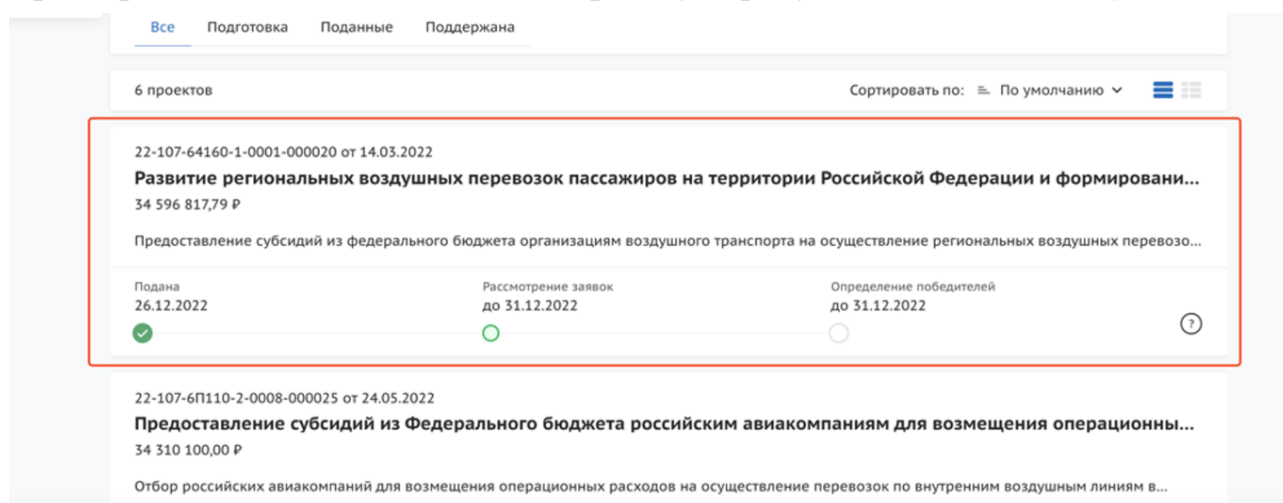 Все Подготовка Поданные Поддержана
6 проектов Сортировать по: По умолчанию
22-107-64160-1-0001-000020 от 14.03.2022
Развитие региональных воздушных перевозок пассажиров на территории Российской Федерации и формировани...
34 596 817,79 ₽
Предоставление субсидий из федерального бюджета организациям воздушного транспорта на осуществление региональных воздушных перевозо...
Подана Рассмотрение заявок Определение победителей
26.12.2022 до 31.12.2022 до 31.12.2022
?
22-107-6П110-2-0008-000025 от 24.05.2022
Предоставление субсидий из Федерального бюджета российским авиакомпаниям для возмещения операционны...
34 310 100,00 ₽
Отбор российских авиакомпаний для возмещения операционных расходов на осуществление перевозок по внутренним воздушным линиям в...